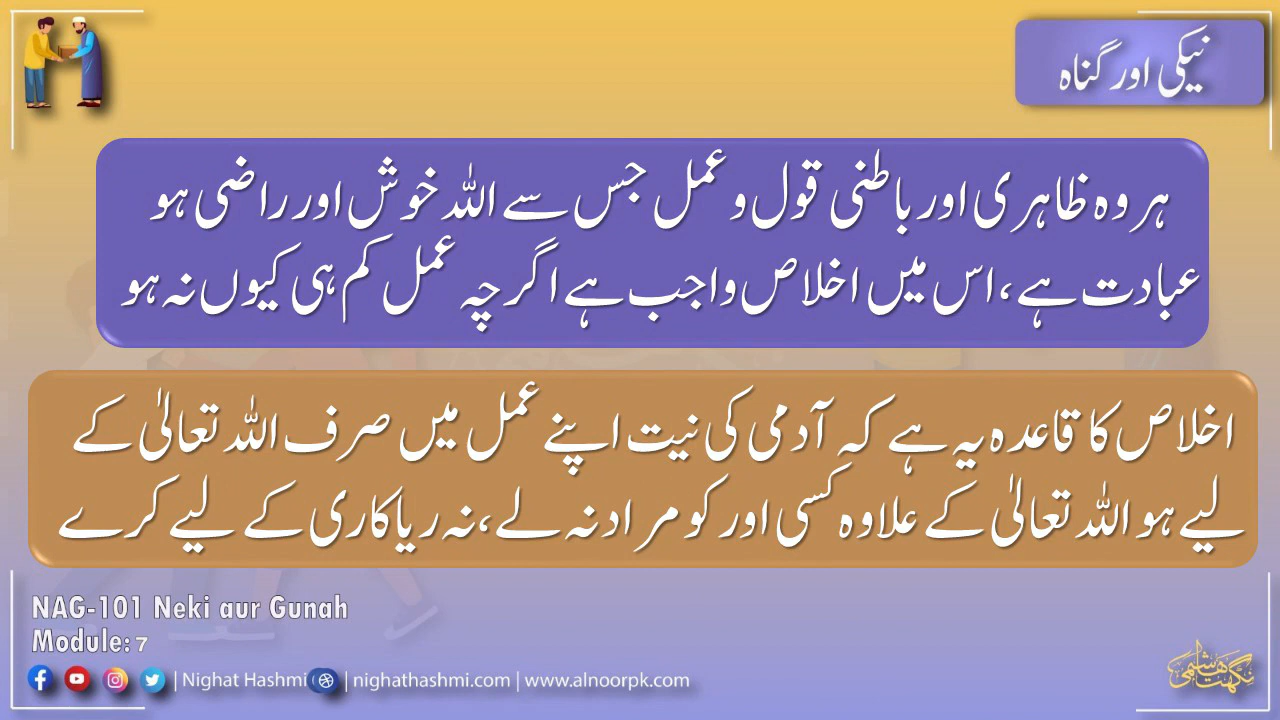 نیکی اور گناہ
ہر وہ ظاہری اور باطنی قول و عمل جس سے اللہ خوش اور راضی ہو
عبادت ہے، اس میں اخلاص واجب ہے اگرچہ عمل کم ہی کیوں نہ ہو
اخلاص کا قاعدہ یہ ہے کہ آدمی کی نیت اپنے عمل میں صرف اللہ تعالیٰ کے
لیے ہو اللہ تعالیٰ کے علاوہ کسی اور کو مراد نہ لے، نہ ریاکاری کے لیے کرے
NAG-101 Neki aur Gunah
Module: 7
| Nighat Hashmi | nighathashmi.com | www.alnoorpk.com
نگہت ہاشمی